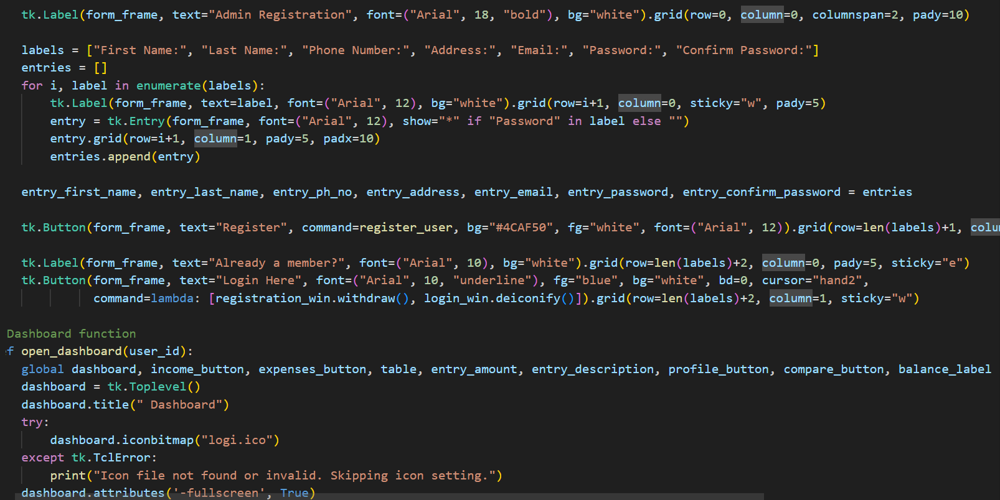 tk.Label(form_frame, text="Admin Registration", font=("Arial", 18, "bold"), bg="white").grid(row=0, column=0, columnspan=2, pady=10)
labels = ["First Name:", "Last Name:", "Phone Number:", "Address:", "Email:", "Password:", "Confirm Password:"]
entries = []
for i, label in enumerate(labels):
    tk.Label(form_frame, text=label, font=("Arial", 12), bg="white").grid(row=i+1, column=0, sticky="w", pady=5)
    entry = tk.Entry(form_frame, font=("Arial", 12), show="*" if "Password" in label else "")
    entry.grid(row=i+1, column=1, pady=5, padx=10)
    entries.append(entry)
entry_first_name, entry_last_name, entry_ph_no, entry_address, entry_email, entry_password, entry_confirm_password = entries
tk.Button(form_frame, text="Register", command=register_user, bg="#4CAF50", fg="white", font=("Arial", 12)).grid(row=len(labels)+1, colu
tk.Label(form_frame, text="Already a member?", font=("Arial", 10), bg="white").grid(row=len(labels)+2, column=0, pady=5, sticky="e")
tk.Button(form_frame, text="Login Here", font=("Arial", 10, "underline"), fg="blue", bg="white", bd=0, cursor="hand2",
          command=lambda: [registration_win.withdraw(), login_win.deiconify()]).grid(row=len(labels)+2, column=1, sticky="w")
Dashboard function
f open_dashboard(user_id):
global dashboard, income_button, expenses_button, table, entry_amount, entry_description, profile_button, compare_button, balance_label
dashboard = tk.Toplevel()
dashboard.title(" Dashboard")
try:
    dashboard.iconbitmap("logi.ico")
except tk.TclError:
    print("Icon file not found or invalid. Skipping icon setting.")
dashboard.attributes('-fullscreen', True)